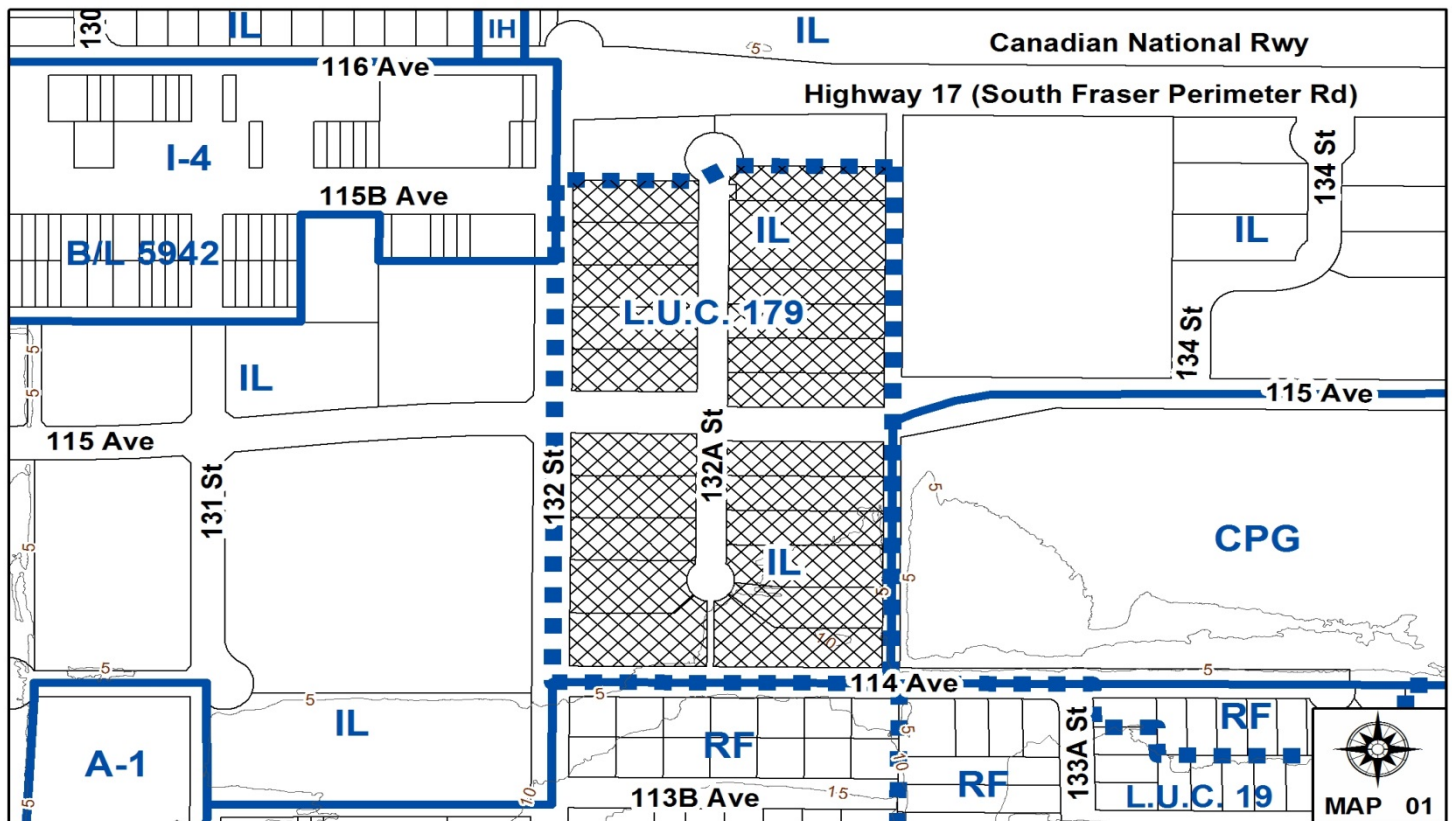 130
IL
IH
IL
Canadian National Rwy
5
116 Ave
Highway 17 (South Fraser Perimeter Rd)
I-4
134 St
115B Ave
IL
IL
B/L 5942
L.U.C. 179
5
5
IL
134 St
115 Ave
115 Ave
132A St
131 St
132 St
5
CPG
5
IL
5
5
10
5
5
114 Ave
5
5
IL
RF
5
133A St
RF
A-1
10
RF
L.U.C. 19
5
10
113B Ave
15
MAP 01